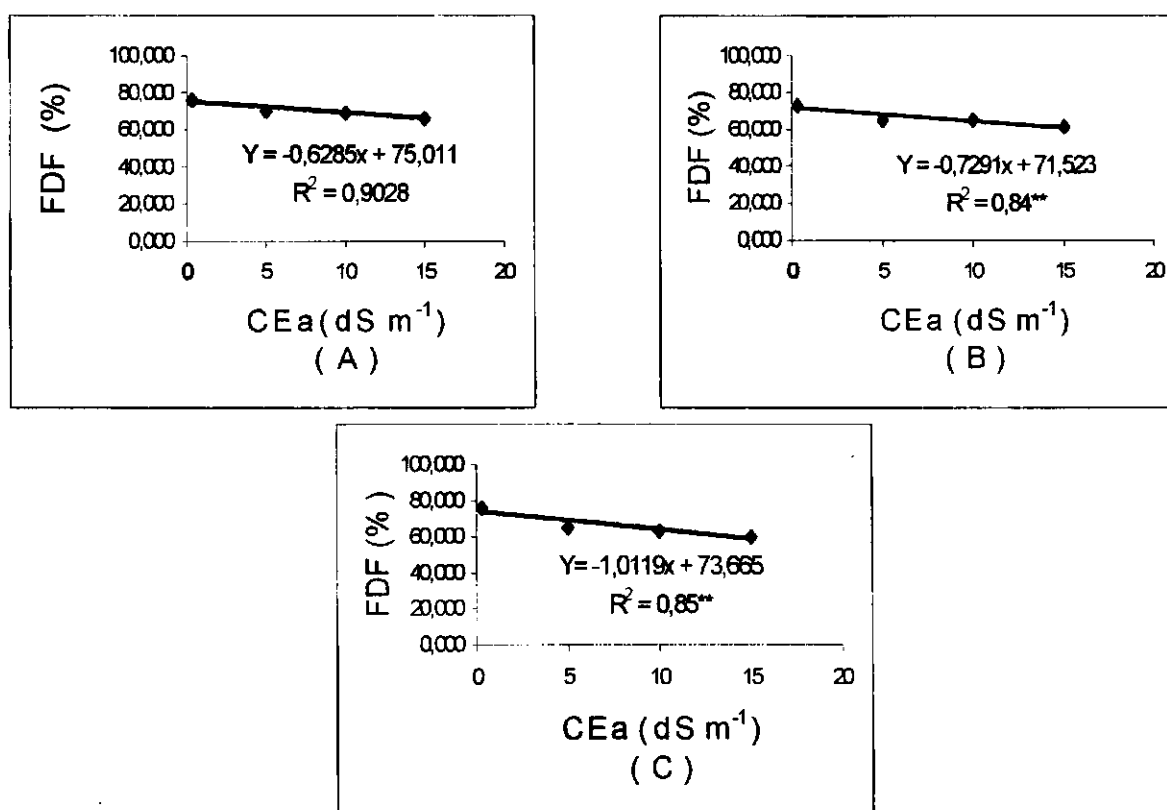 100,000
80,000
60,000
40,000
20,000
0,000
FDF (%)
Y = -0,6285x + 75,011
R² = 0,9028
0 5 10 15 20
CEa (dS m⁻¹)
( A )
100,000
80,000
60,000
40,000
20,000
0,000
FDF (%)
Y = -0,7291x + 71,523
R² = 0,84**
0 5 10 15 20
CEa (dS m⁻¹)
( B )
100,000
80,000
60,000
40,000
20,000
0,000
FDF (%)
Y= -1,0119x + 73,665
R² = 0,85**
0 5 10 15 20
CEa (dS m⁻¹)
( C )